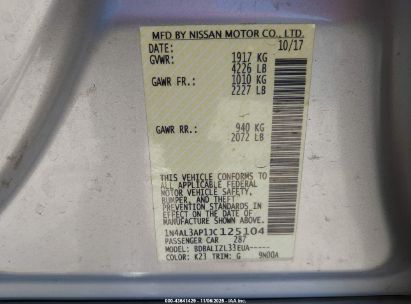 MFD BY NISSAN MOTOR CO., LTD.
DATE: 10/17
GVWR: 1917 KG
4226 LB
GAWR FR.: 1010 KG
2227 LB
GAWR RR.: 940 KG
2072 LB
THIS VEHICLE CONFORMS TO
ALL APPLICABLE FEDERAL
MOTOR VEHICLE SAFETY,
BUMPER, AND THEFT
PREVENTION STANDARDS IN
EFFECT ON THE DATE OF
MANUFACTURE SHOWN ABOVE.
1N4AL3AP1JC125104
PASSENGER CAR 287
MODEL: BDBALIZL33EUA-----
COLOR: K23 TRIM: G 9N00A